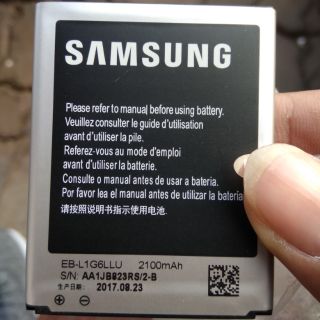 SAMSUNG
Please refer to manual before using battery.
Veuillez consulter le guide d'utilisation
avant d'utiliser la pile.
Referez-vous au mode d'emploi
avant d'utiliser la batterie.
Consulte o manual antes de usar a bateria.
Por favor lea el manual antes de utilizar la bateria
请按照说明书指示使用电池.
EB-L1G6LLU 2100mAh
S/N: AA1JB823RS/2-B
生产日期: 2017.08.23